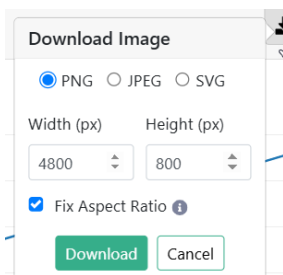 Download Image
PNG JPEG SVG
Width (px) Height (px)
4800 800
Fix Aspect Ratio
Download Cancel